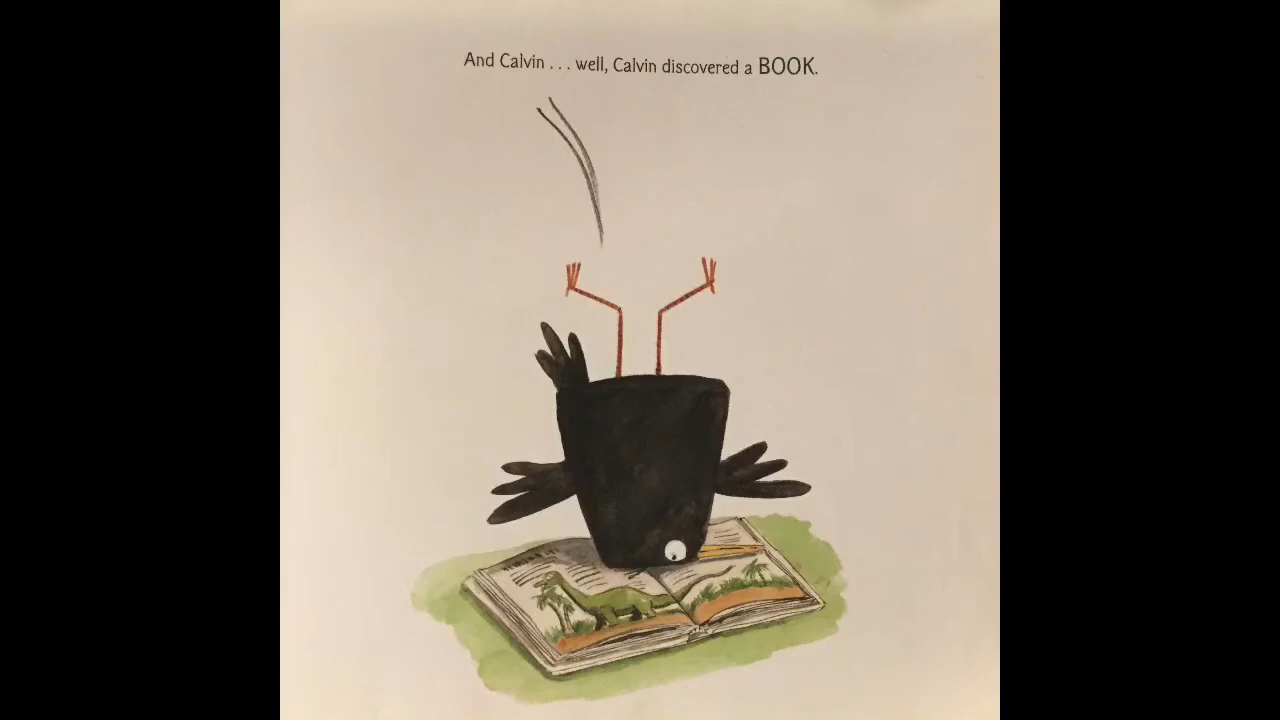 And Calvin . . . well, Calvin discovered a BOOK.